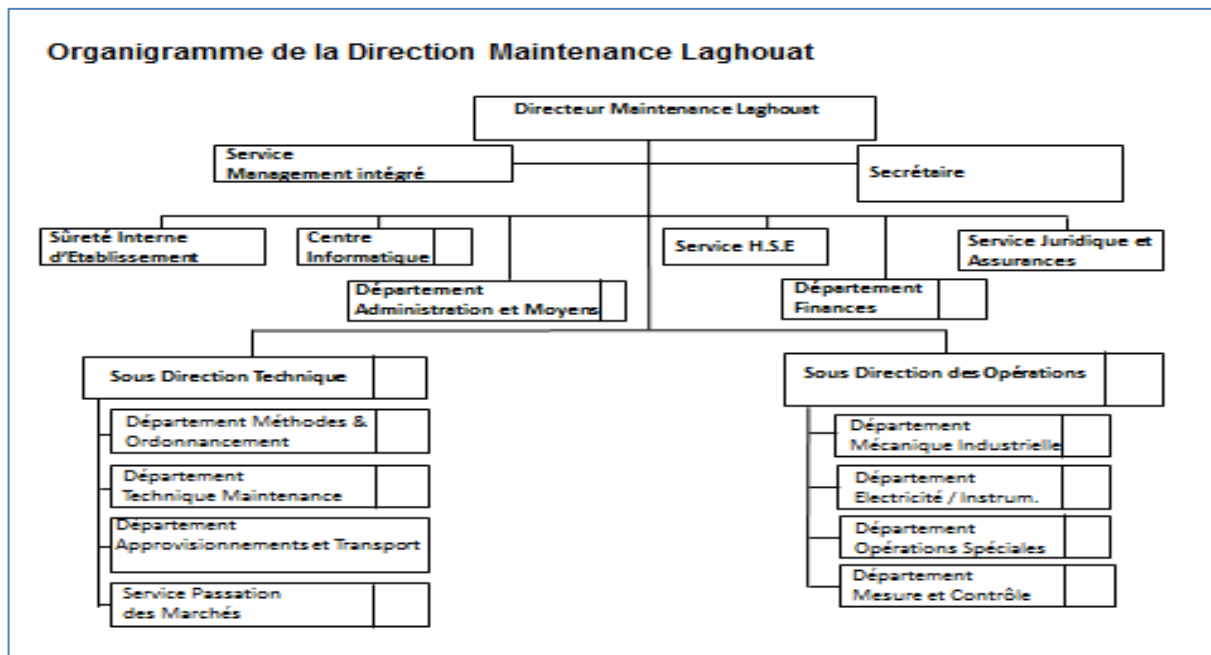 Organigramme de la Direction Maintenance Laghouat
Directeur Maintenance Laghouat
Service
Management intégré
Secrétaire
Sûreté Interne
d'Etablissement
Centre
Informatique
Service H.S.E
Service Juridique et
Assurances
Département
Administration et Moyens
Département
Finances
Sous Direction Technique
Sous Direction des Opérations
Département Méthodes &
Ordonnancement
Département
Technique Maintenance
Département
Approvisionnements et Transport
Service Passation
des Marchés
Département
Mécanique Industrielle
Département
Electricité / Instrum.
Département
Opérations Spéciales
Département
Mesure et Contrôle